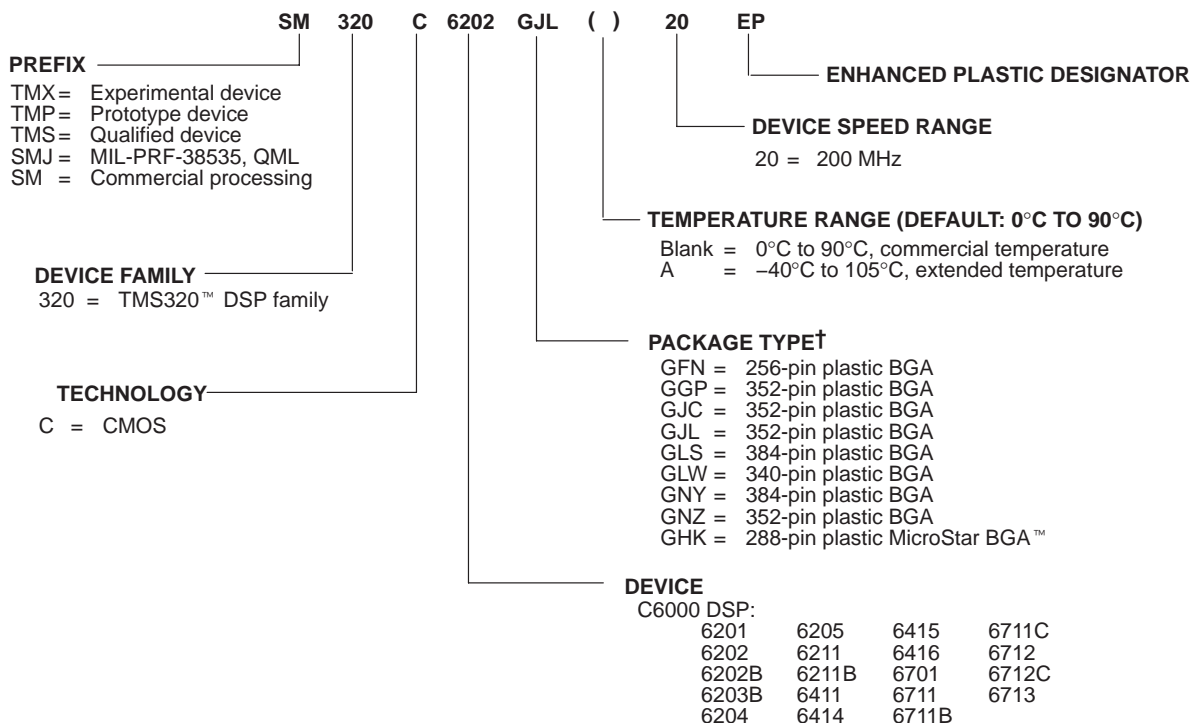 SM 320 C 6202 GJL ( ) 20 EP
PREFIX
TMX = Experimental device
TMP = Prototype device
TMS = Qualified device
SMJ = MIL-PRF-38535, QML
SM = Commercial processing
ENHANCED PLASTIC DESIGNATOR
DEVICE SPEED RANGE
20 = 200 MHz
TEMPERATURE RANGE (DEFAULT: 0°C TO 90°C)
Blank = 0°C to 90°C, commercial temperature
A = −40°C to 105°C, extended temperature
DEVICE FAMILY
320 = TMS320™ DSP family
PACKAGE TYPE†
GFN = 256-pin plastic BGA
GGP = 352-pin plastic BGA
GJC = 352-pin plastic BGA
GJL = 352-pin plastic BGA
GLS = 384-pin plastic BGA
GLW = 340-pin plastic BGA
GNY = 384-pin plastic BGA
GNZ = 352-pin plastic BGA
GHK = 288-pin plastic MicroStar BGA™
TECHNOLOGY
C = CMOS
DEVICE
C6000 DSP:
6201 6205 6415 6711C
6202 6211 6416 6712
6202B 6211B 6701 6712C
6203B 6411 6711 6713
6204 6414 6711B